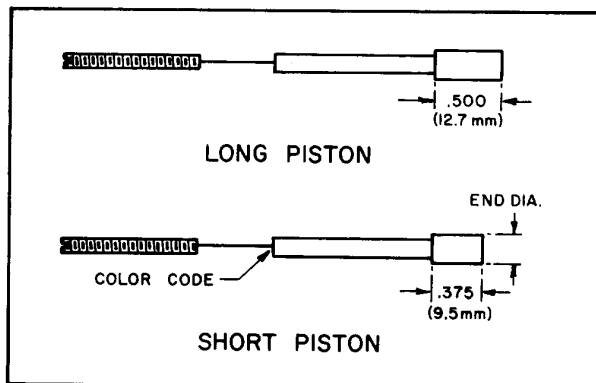 .500
(12.7 mm)
LONG PISTON
END DIA.
COLOR CODE
.375
(9.5mm)
SHORT PISTON